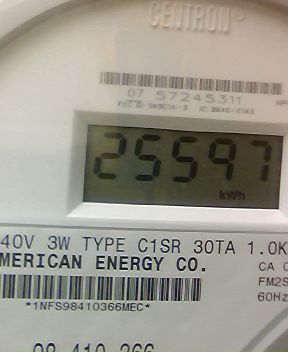 CENTRON
07 57245311
25597
kWh
40V 3W TYPE C1SR 30TA 1.0K
MERICAN ENERGY CO.
CA 0
FM2S
60Hz
*1NFS98410366MEC*